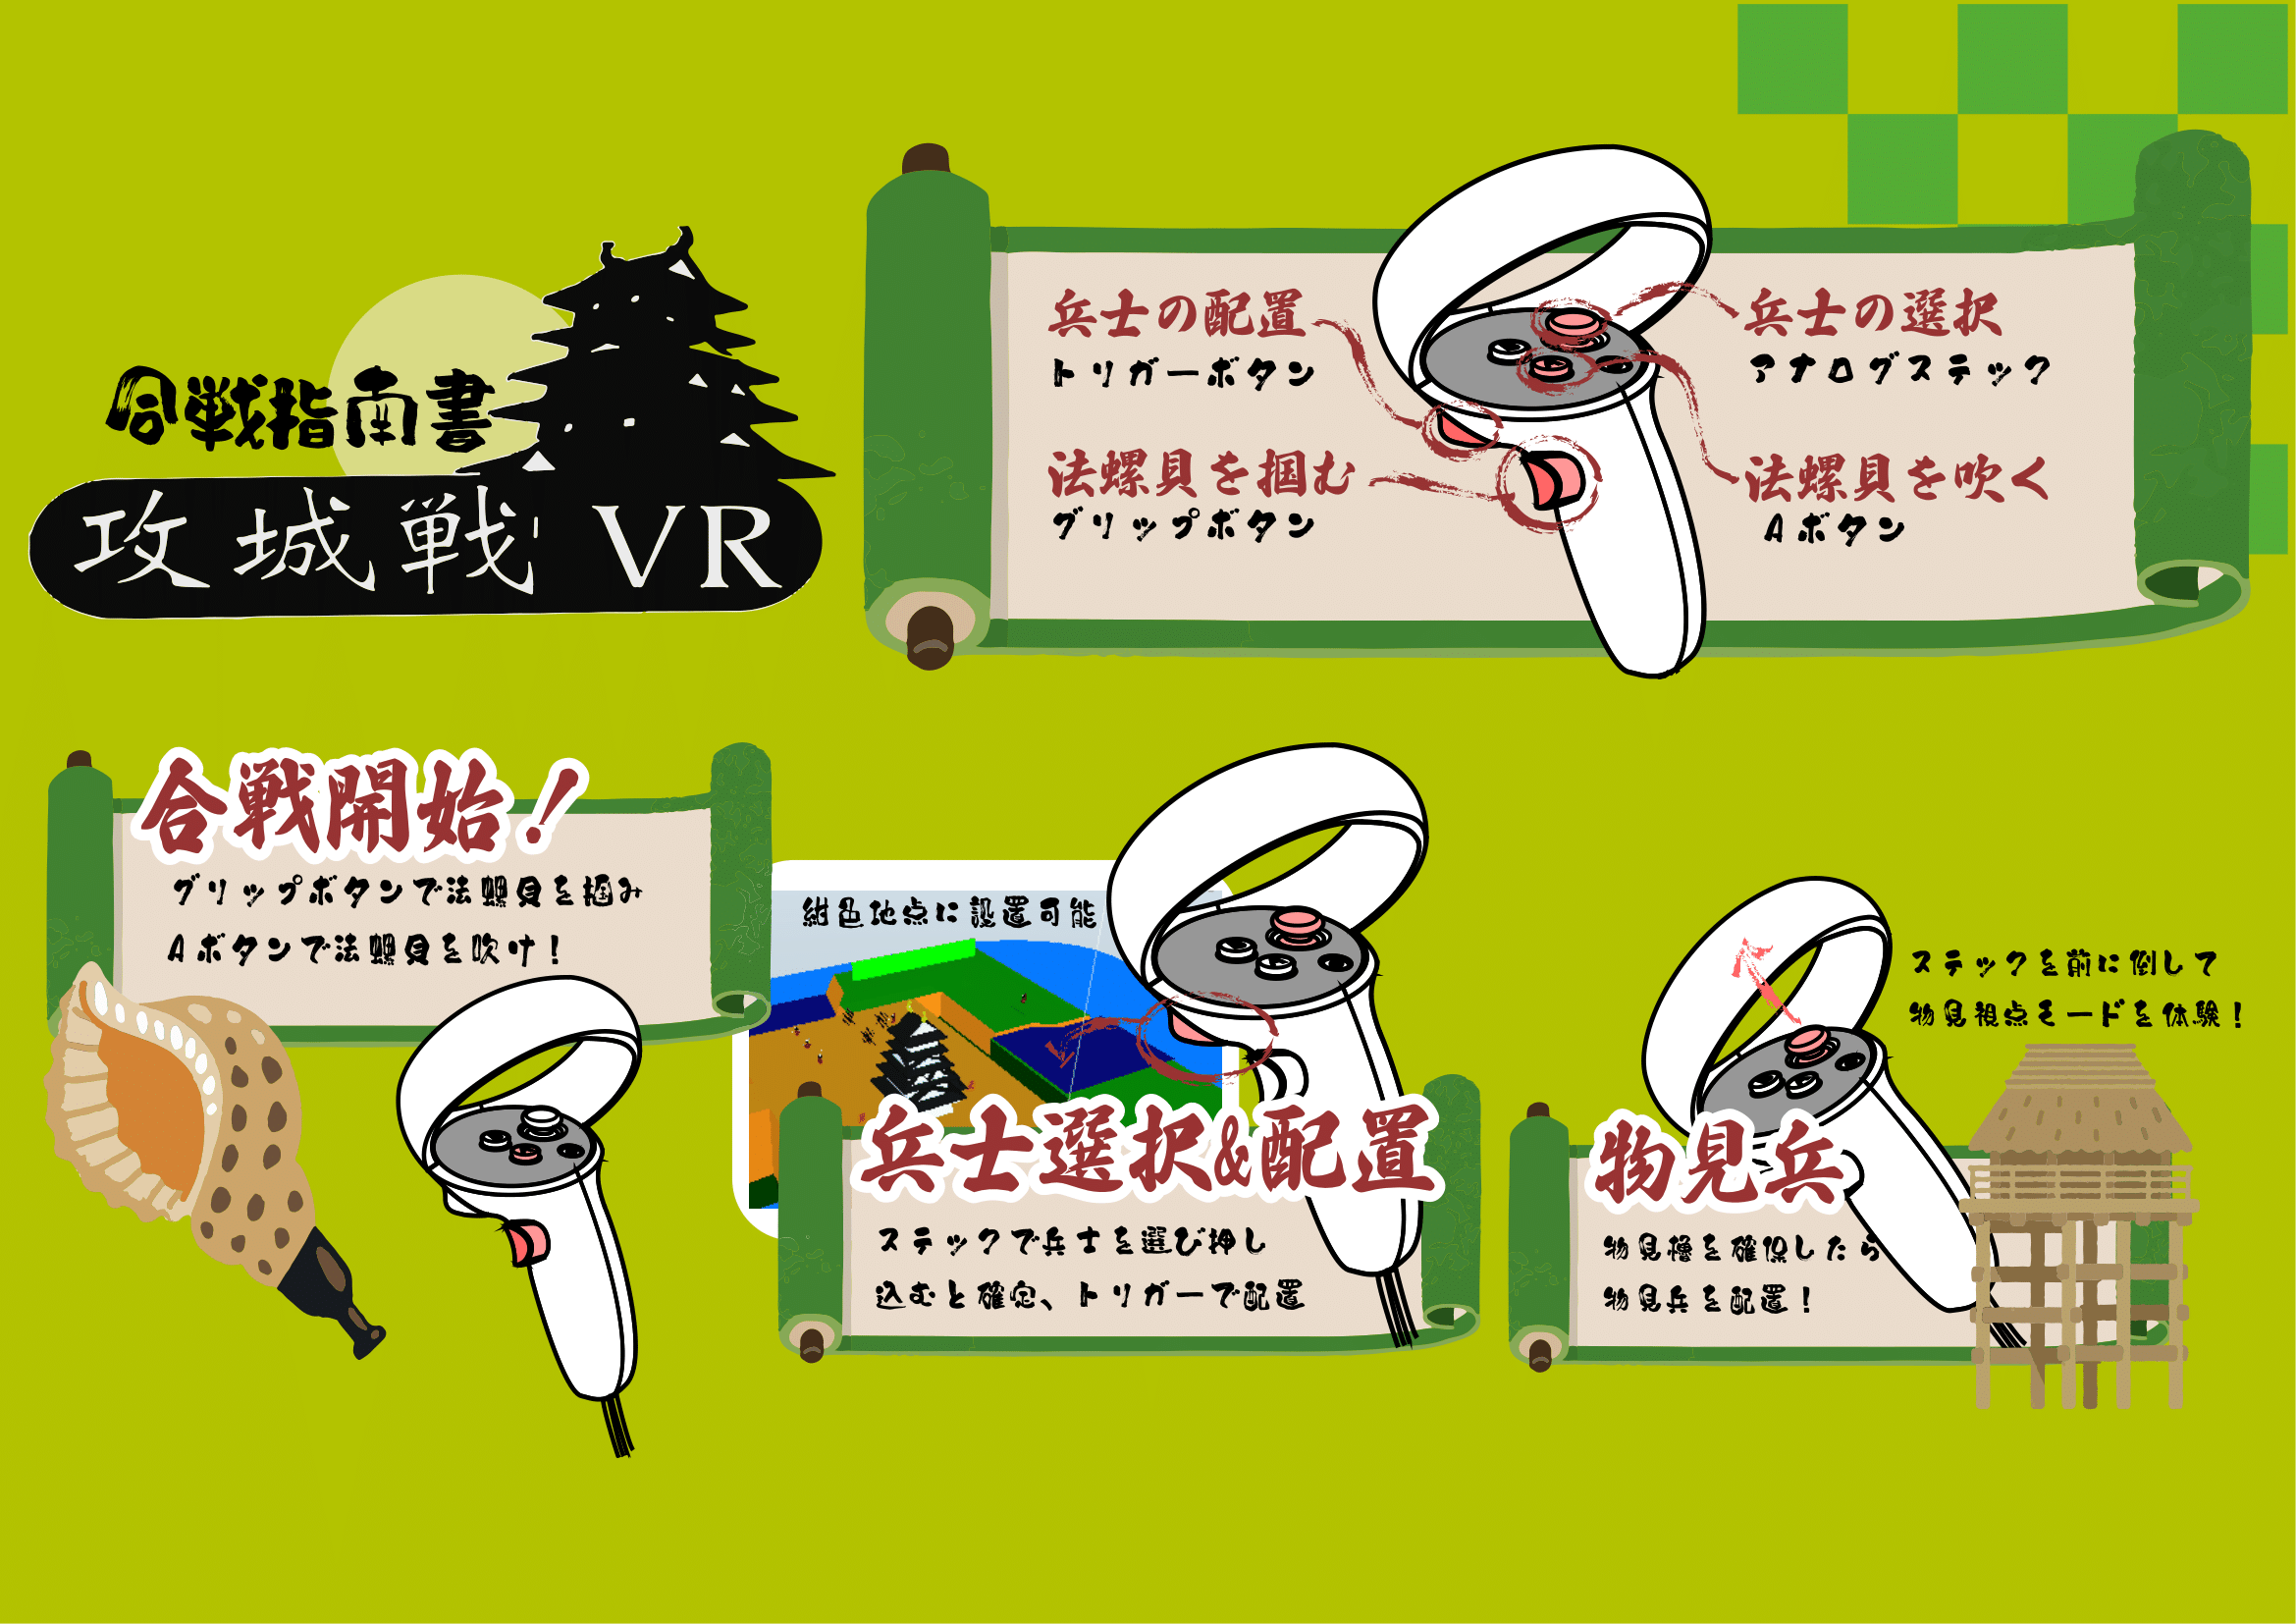 合戦指南書
攻城戦 VR
兵士の配置
トリガーボタン
法螺貝を掴む
グリップボタン
兵士の選択
アナログスティック
法螺貝を吹く
Aボタン
合戦開始！
グリップボタンで法螺貝を掴み
Aボタンで法螺貝を吹け！
紺色地点に設置可能
兵士選択&配置
スティックで兵士を選び押し
込むと確定、トリガーで配置
ステックを前に倒して
物見視点モードを体験！
物見兵
物見櫓を確保したら
物見兵を配置！